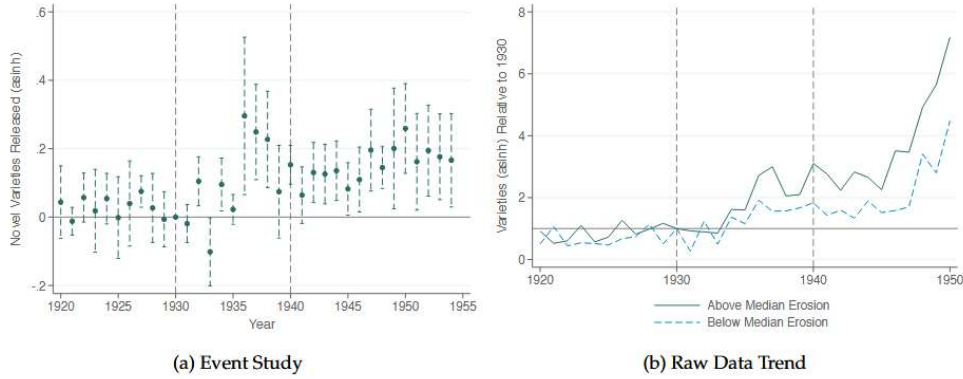 No Novel Varieties Released (asinh)
.6
.4
.2
0
-.2
1920 1925 1930 1935 1940 1945 1950 1955
Year
(a) Event Study
Varieties (asinh) Relative to 1930
8
6
4
2
0
1920 1930 1940 1950
Above Median Erosion
Below Median Erosion
(b) Raw Data Trend